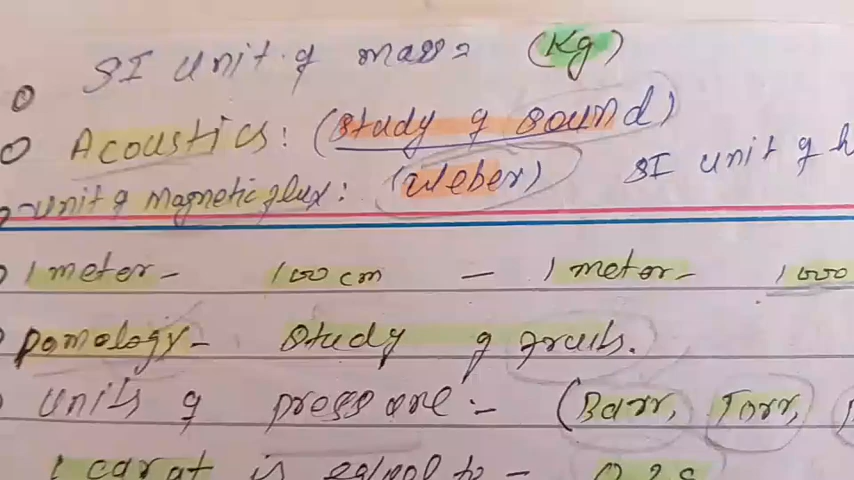 SI Unit of mass = (Kg)
Acoustics: (Study of Sound)
Unit of Magnetic flux: (Weber) SI unit of
1 meter - 100 cm - 1 meter - 1000
Pomology - Study of fruits.
Units of pressure :- (Barr, Torr,
1 carat is equal to -